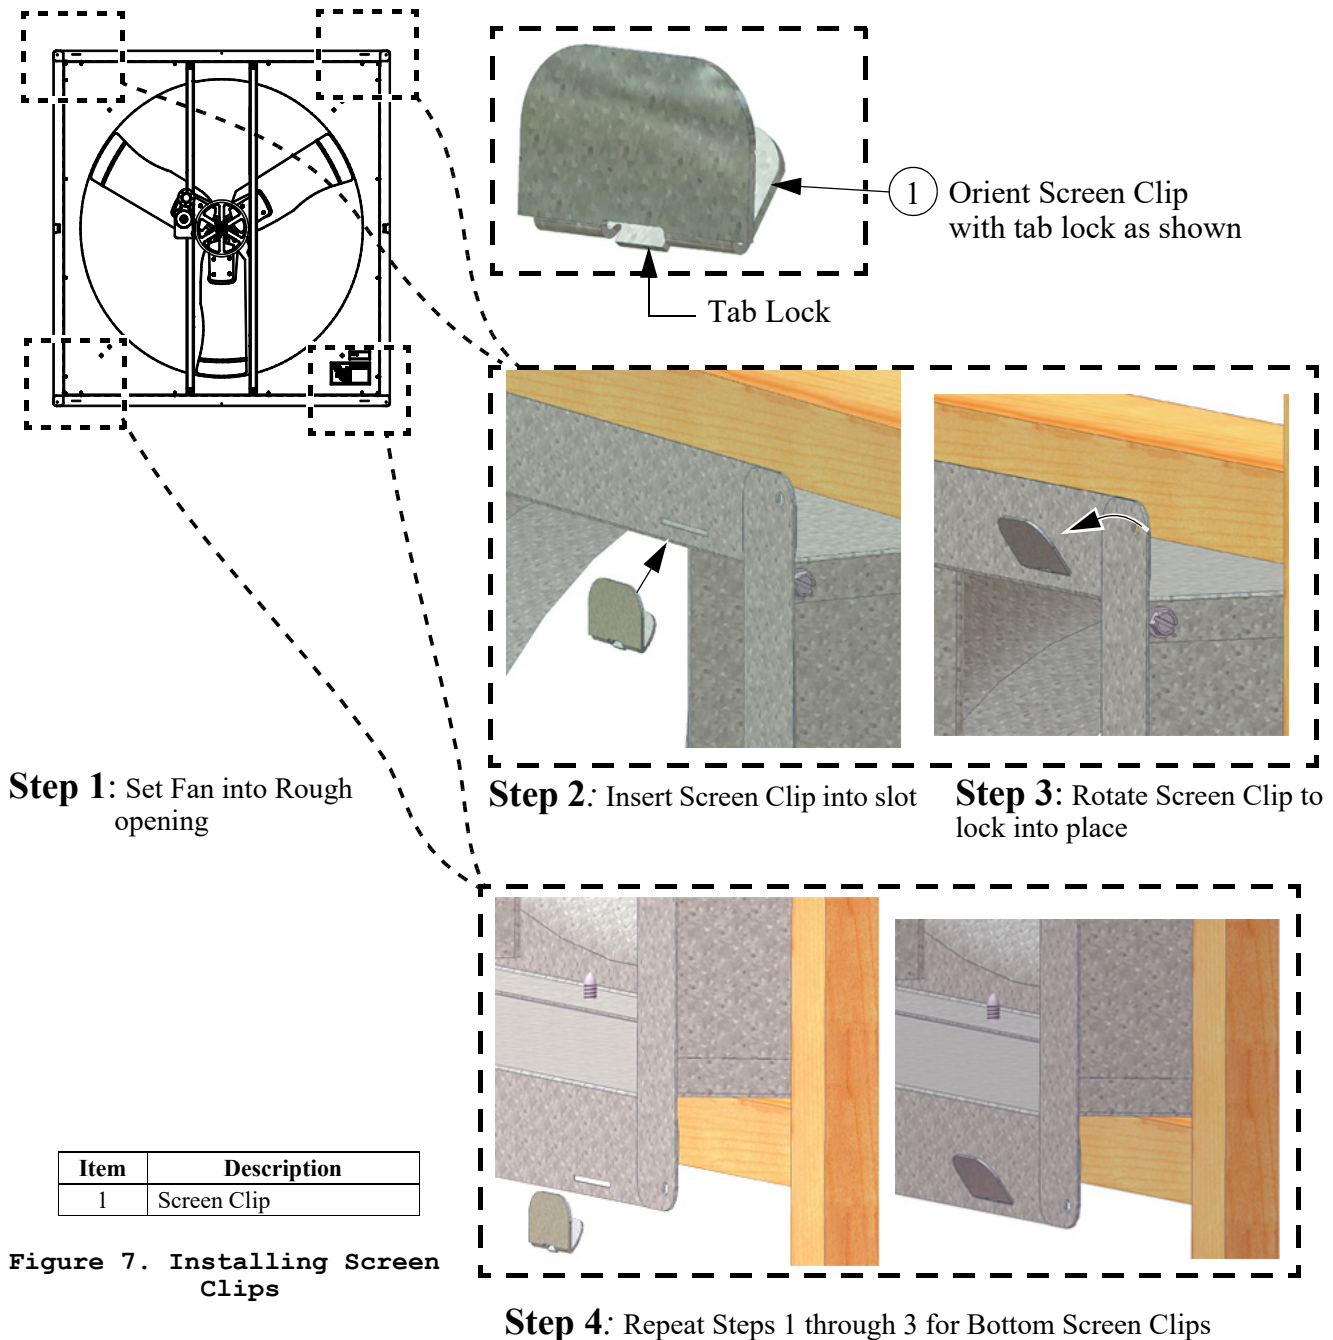 1 Orient Screen Clip
with tab lock as shown
Tab Lock
Step 1: Set Fan into Rough
opening
Step 2: Insert Screen Clip into slot
Step 3: Rotate Screen Clip to
lock into place
Item Description
1 Screen Clip
Figure 7. Installing Screen
Clips
Step 4: Repeat Steps 1 through 3 for Bottom Screen Clips